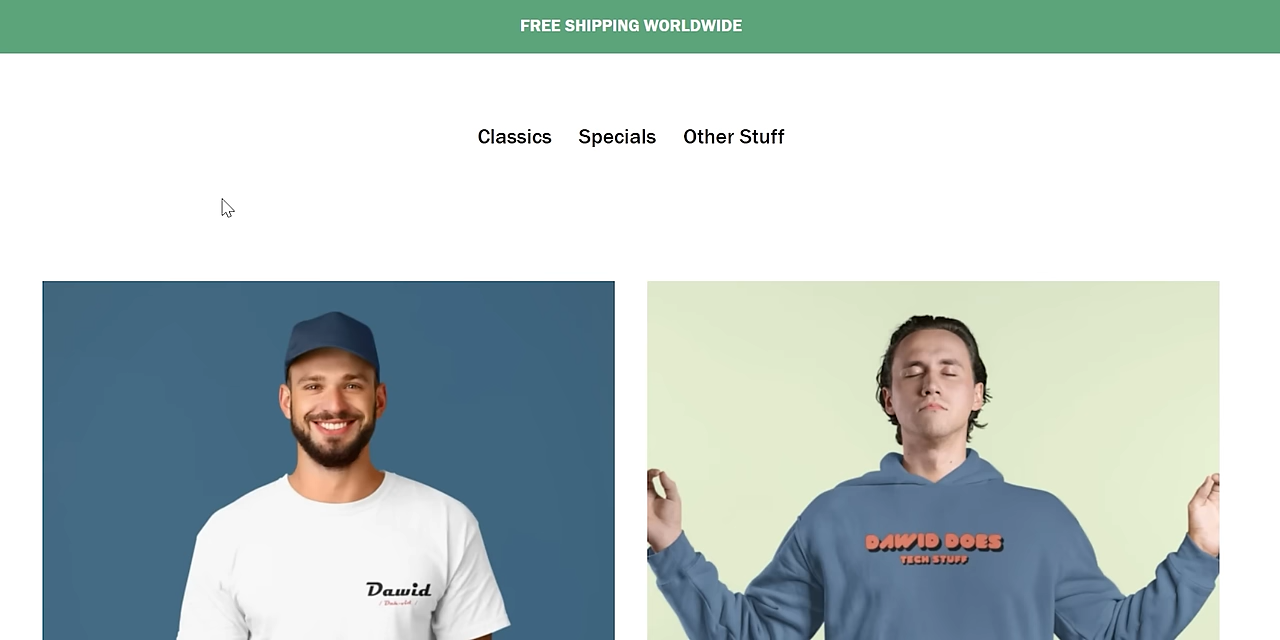 FREE SHIPPING WORLDWIDE
Classics Specials Other Stuff
Dawid
DAWID DOES
TECH STUFF